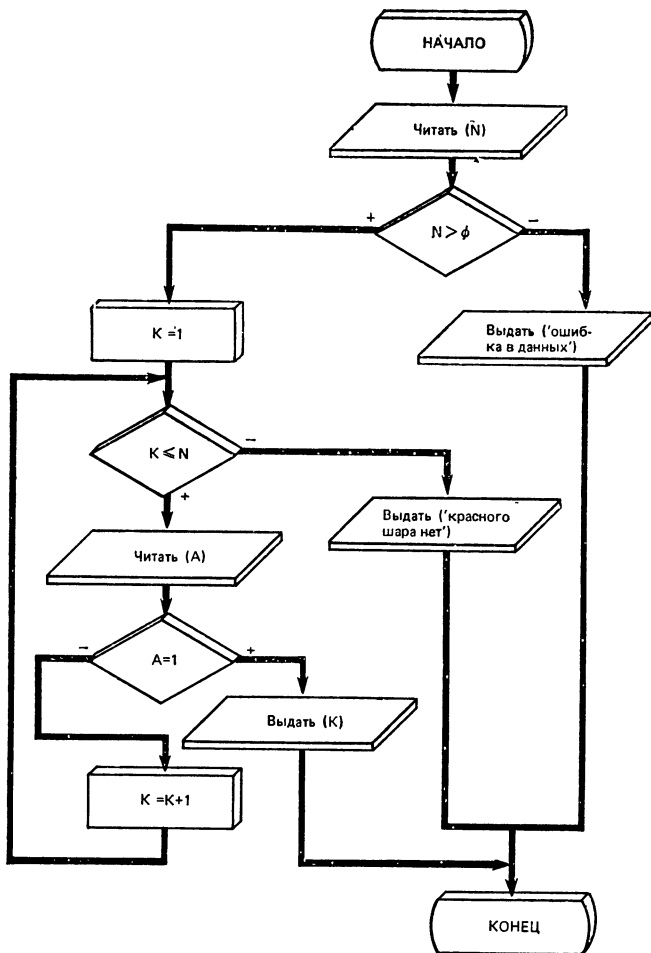 НАЧАЛО
Читать (N)
N > ϕ
+
−
K =1
Выдать ('ошиб-
ка в данных')
K ⩽ N
−
+
Выдать ('красного
шара нет')
Читать (А)
A=1
−
+
Выдать (К)
K =K+1
КОНЕЦ